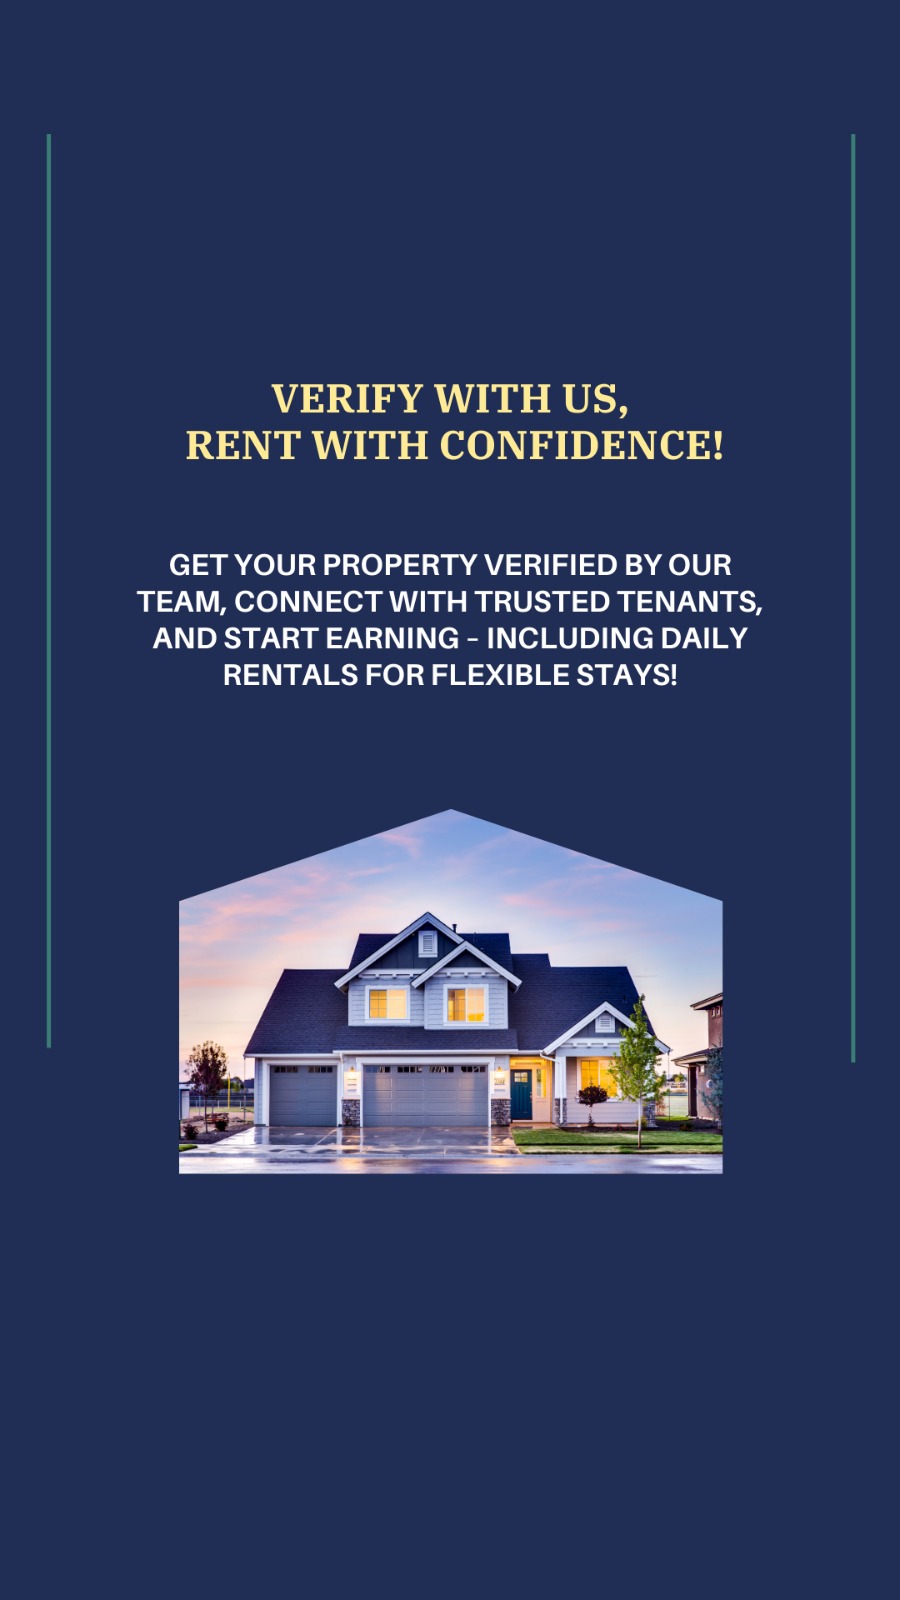 VERIFY WITH US,
RENT WITH CONFIDENCE!
GET YOUR PROPERTY VERIFIED BY OUR
TEAM, CONNECT WITH TRUSTED TENANTS,
AND START EARNING – INCLUDING DAILY
RENTALS FOR FLEXIBLE STAYS!